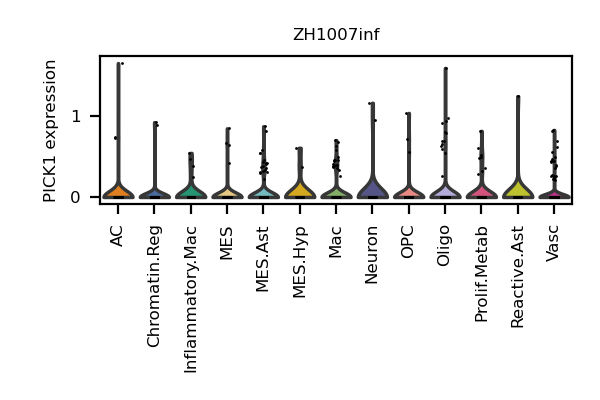 ZH1007inf
PICK1 expression
1
0
AC
Chromatin.Reg
Inflammatory.Mac
MES
MES.Ast
MES.Hyp
Mac
Neuron
OPC
Oligo
Prolif.Metab
Reactive.Ast
Vasc